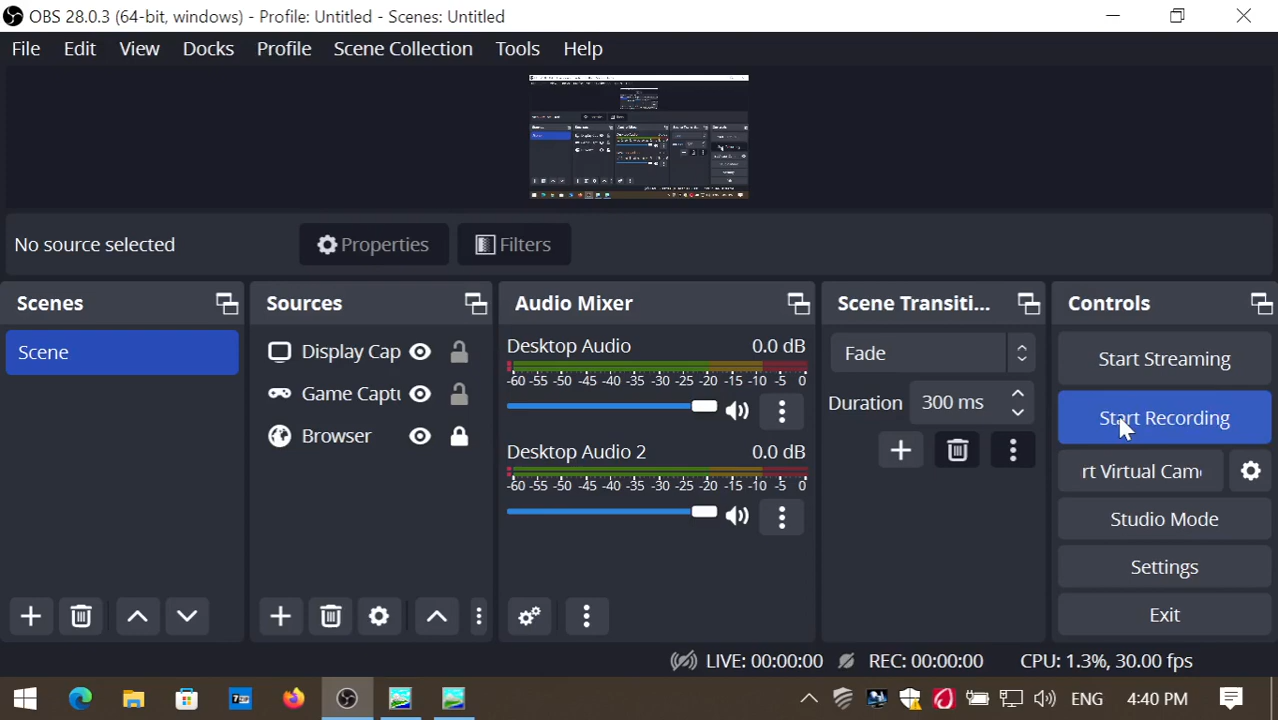 OBS 28.0.3 (64-bit, windows) - Profile: Untitled - Scenes: Untitled
File Edit View Docks Profile Scene Collection Tools Help
No source selected Properties Filters
Scenes
Scene
Sources
Display Cap
Game Captu
Browser
Audio Mixer
Desktop Audio 0.0 dB
-60 -55 -50 -45 -40 -35 -30 -25 -20 -15 -10 -5 0
Desktop Audio 2 0.0 dB
-60 -55 -50 -45 -40 -35 -30 -25 -20 -15 -10 -5 0
Scene Transiti...
Fade
Duration 300 ms
Controls
Start Streaming
Start Recording
rt Virtual Cam
Studio Mode
Settings
Exit
LIVE: 00:00:00 REC: 00:00:00 CPU: 1.3%, 30.00 fps
ENG 4:40 PM